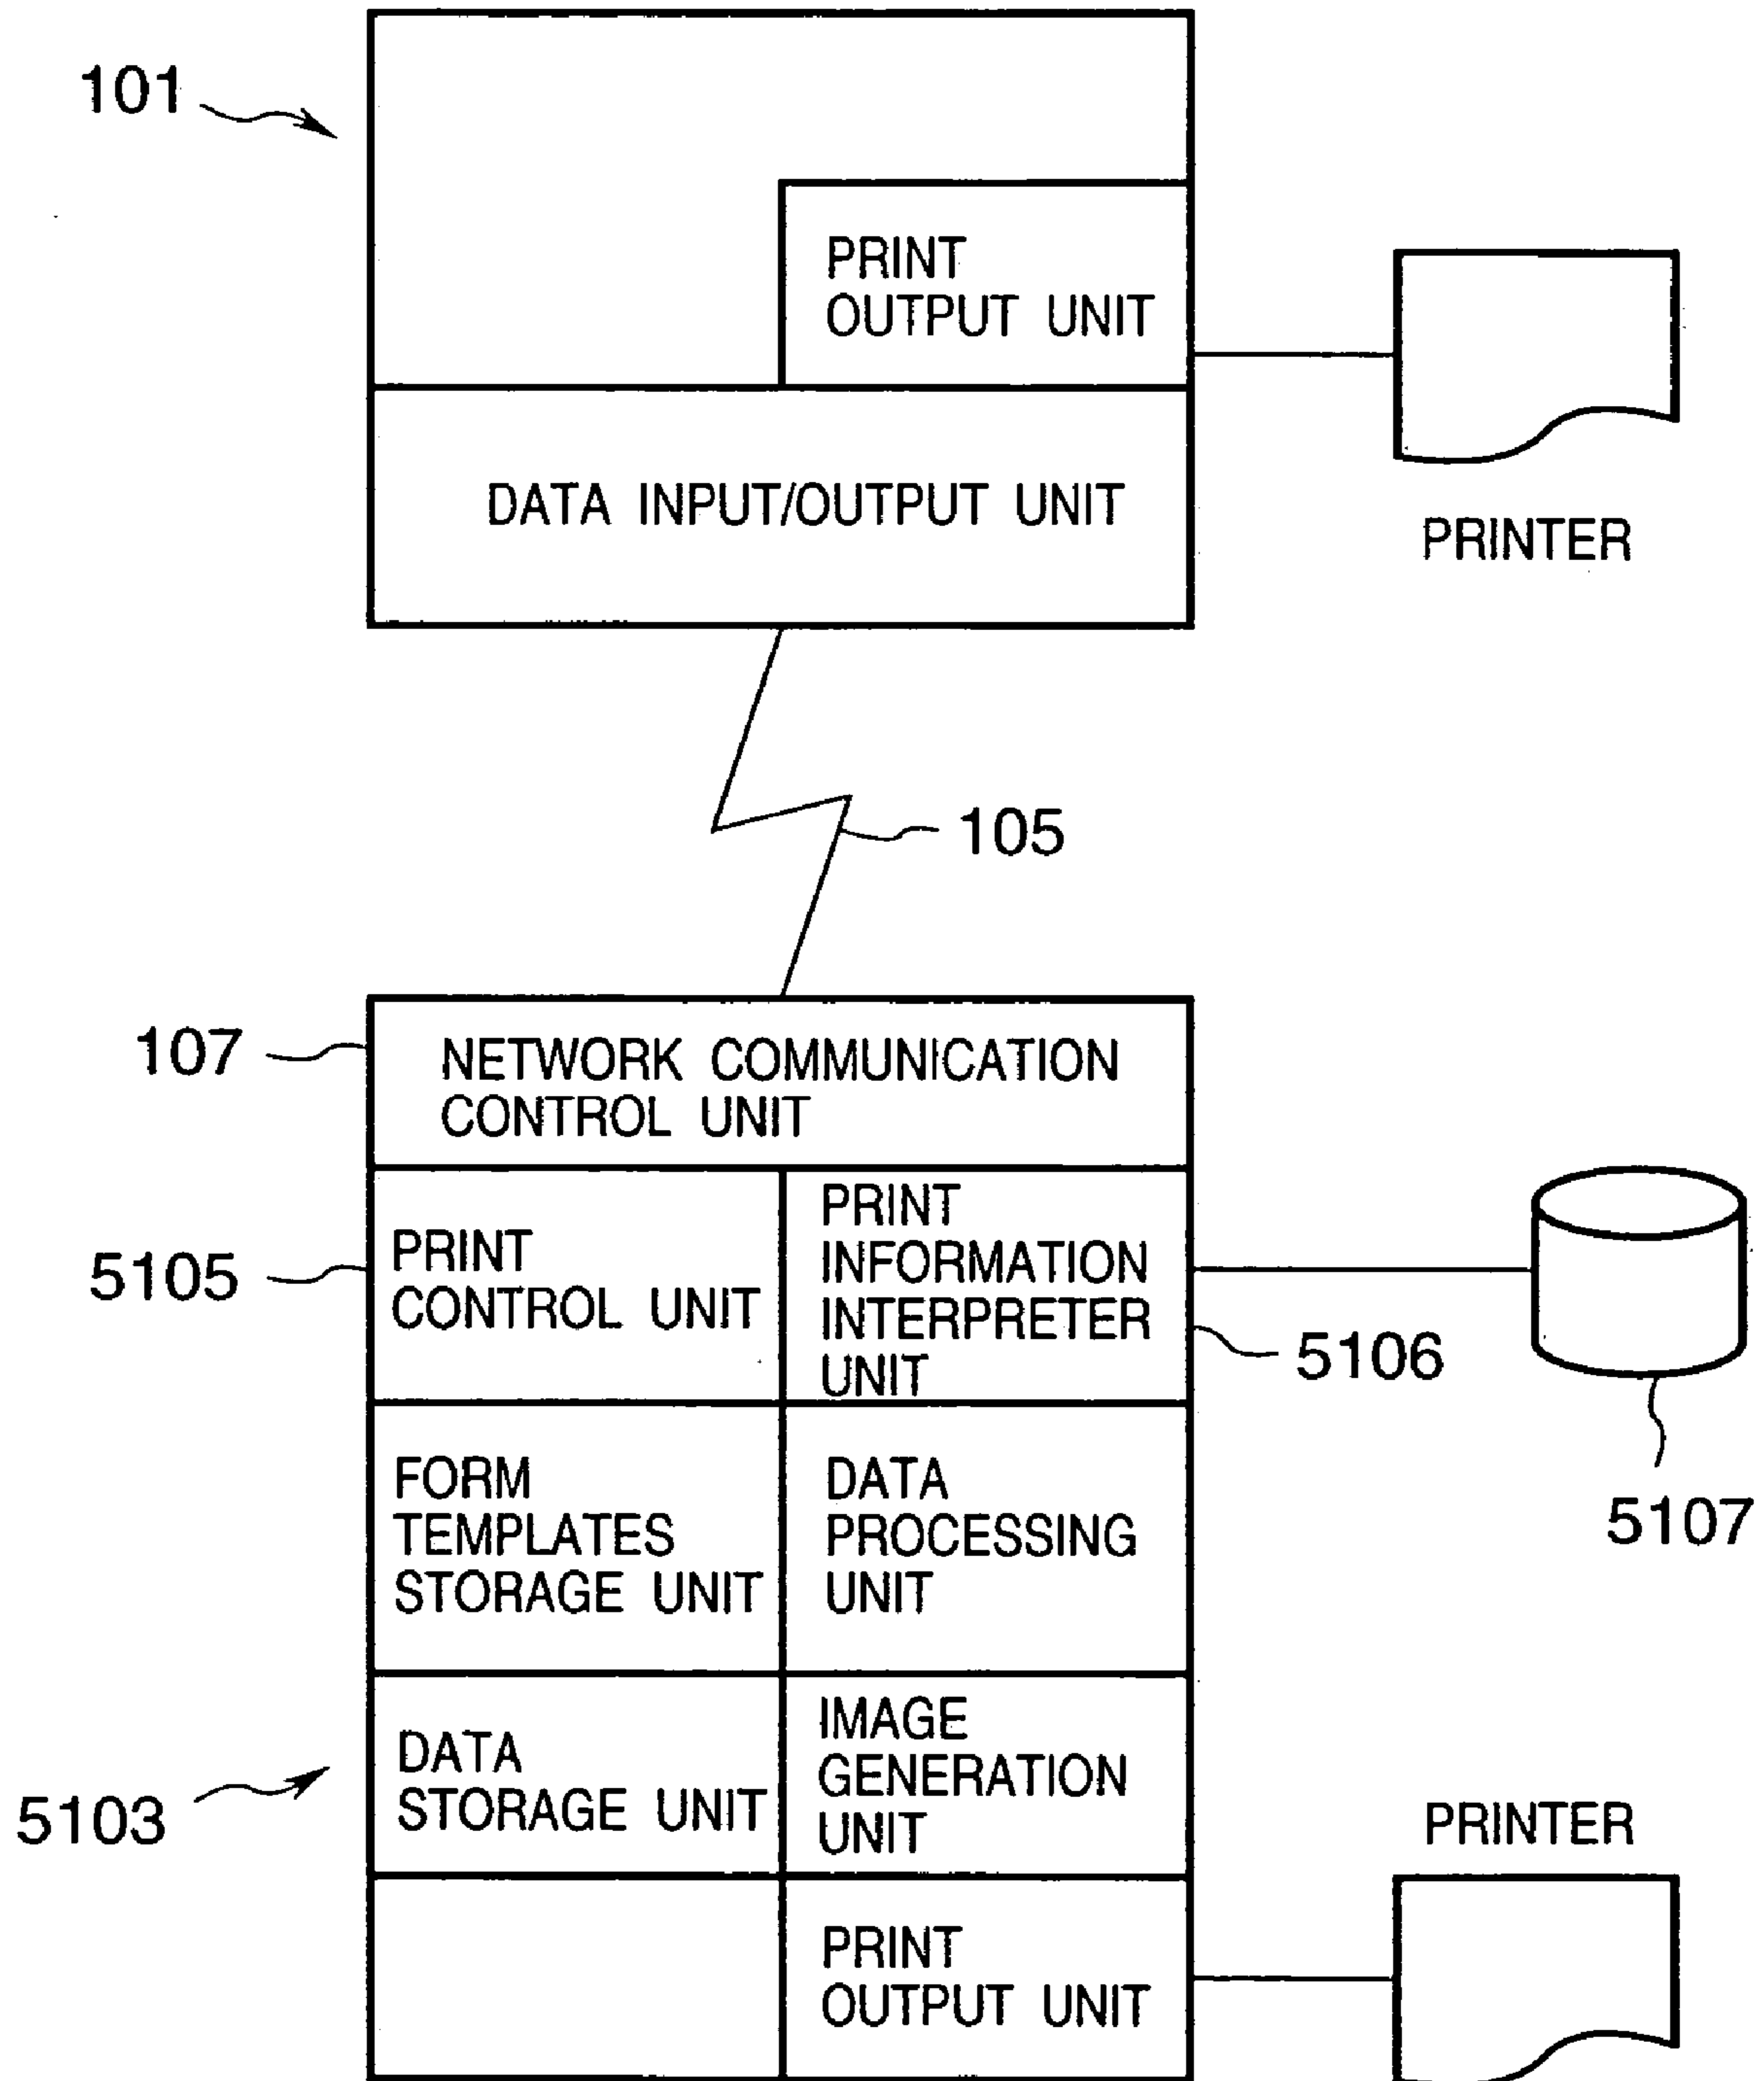 101
PRINT
OUTPUT UNIT
DATA INPUT/OUTPUT UNIT
PRINTER
105
107
NETWORK COMMUNICATION
CONTROL UNIT
5105
PRINT
CONTROL UNIT
PRINT
INFORMATION
INTERPRETER
UNIT
5106
5107
FORM
TEMPLATES
STORAGE UNIT
DATA
PROCESSING
UNIT
5103
DATA
STORAGE UNIT
IMAGE
GENERATION
UNIT
PRINTER
PRINT
OUTPUT UNIT